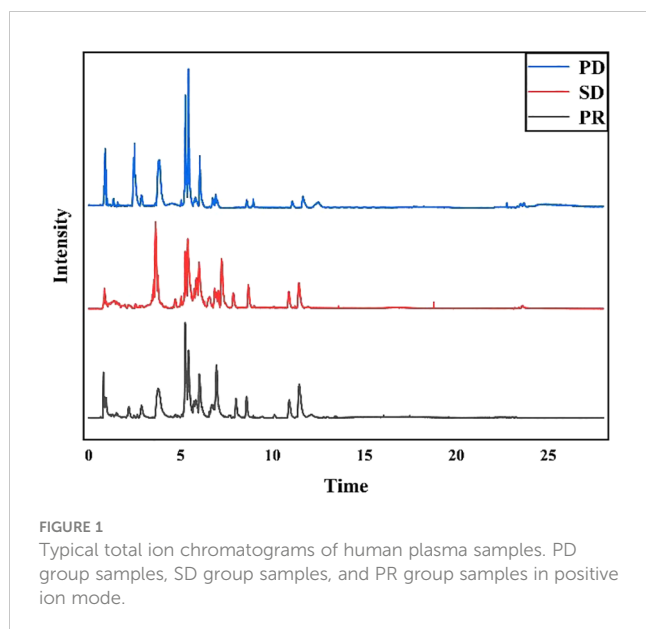 PD
SD
PR
Intensity
0 5 10 15 20 25
Time
FIGURE 1
Typical total ion chromatograms of human plasma samples. PD
group samples, SD group samples, and PR group samples in positive
ion mode.